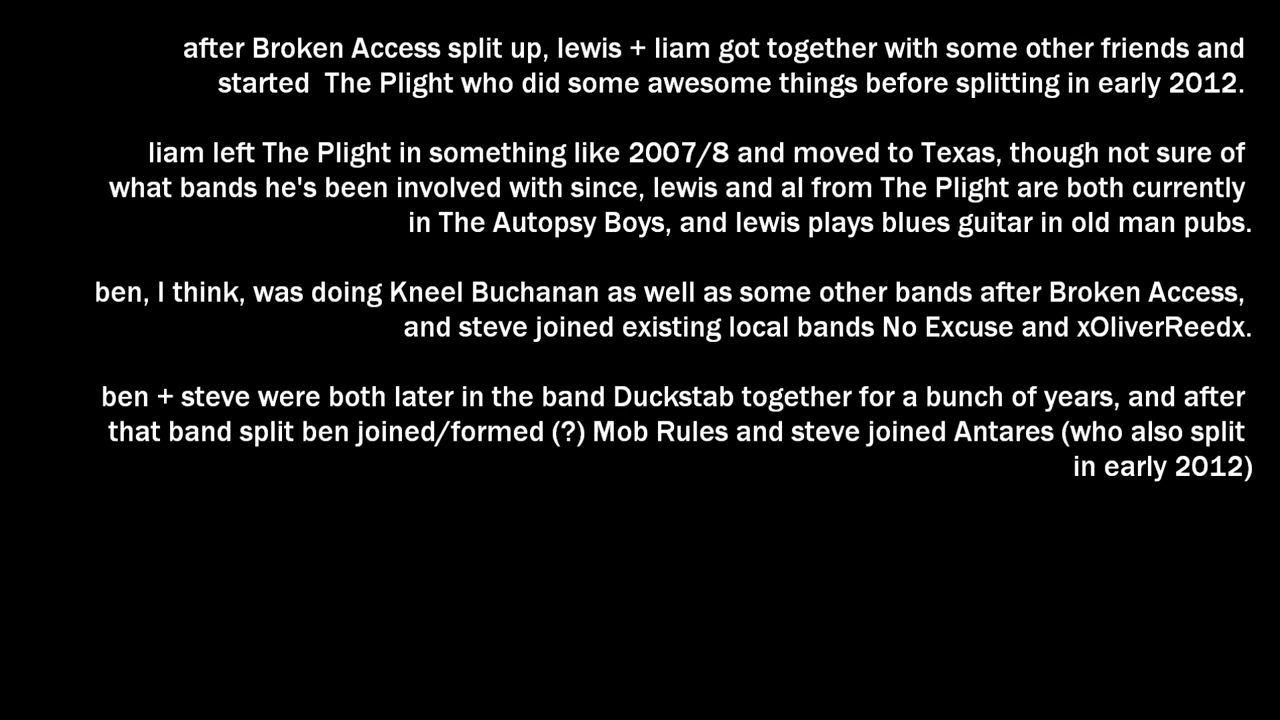 after Broken Access split up, lewis + liam got together with some other friends and
started  The Plight who did some awesome things before splitting in early 2012.
liam left The Plight in something like 2007/8 and moved to Texas, though not sure of
what bands he's been involved with since, lewis and al from The Plight are both currently
in The Autopsy Boys, and lewis plays blues guitar in old man pubs.
ben, I think, was doing Kneel Buchanan as well as some other bands after Broken Access,
and steve joined existing local bands No Excuse and xOliverReedx.
ben + steve were both later in the band Duckstab together for a bunch of years, and after
that band split ben joined/formed (?) Mob Rules and steve joined Antares (who also split
in early 2012)